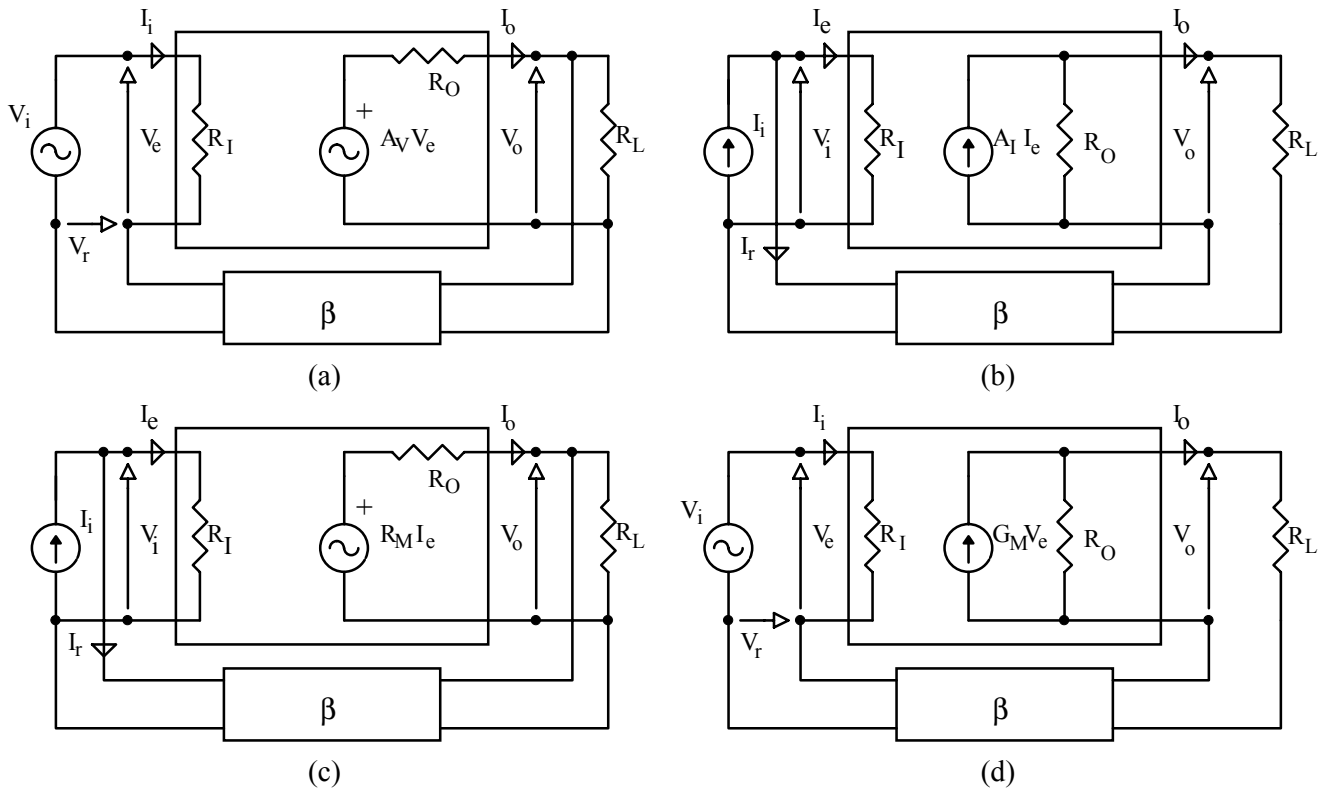 I_i I_o
V_i V_e R_I + A_V V_e R_O V_o R_L
V_r
β
(a)
I_e I_o
I_i V_i R_I A_I I_e R_O V_o R_L
I_r
β
(b)
I_e I_o
I_i V_i R_I + R_M I_e R_O V_o R_L
I_r
β
(c)
I_i I_o
V_i V_e R_I G_M V_e R_O V_o R_L
V_r
β
(d)